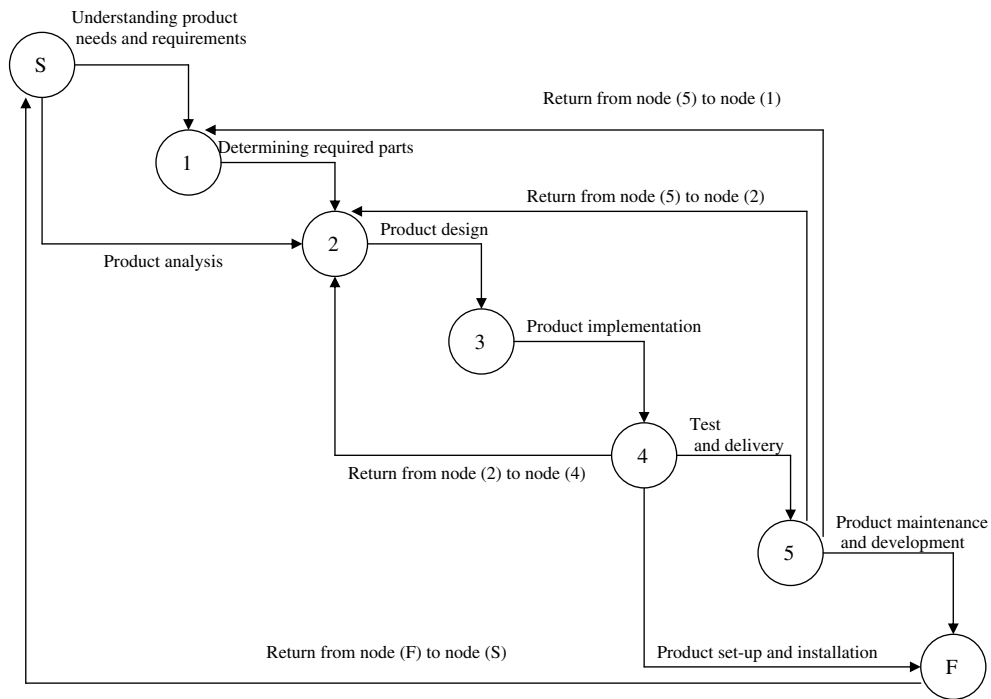 Understanding product
needs and requirements
S
Return from node (5) to node (1)
1
Determining required parts
Return from node (5) to node (2)
2
Product design
Product analysis
3
Product implementation
Test
and delivery
4
Return from node (2) to node (4)
Product maintenance
and development
5
Return from node (F) to node (S)
Product set-up and installation
F